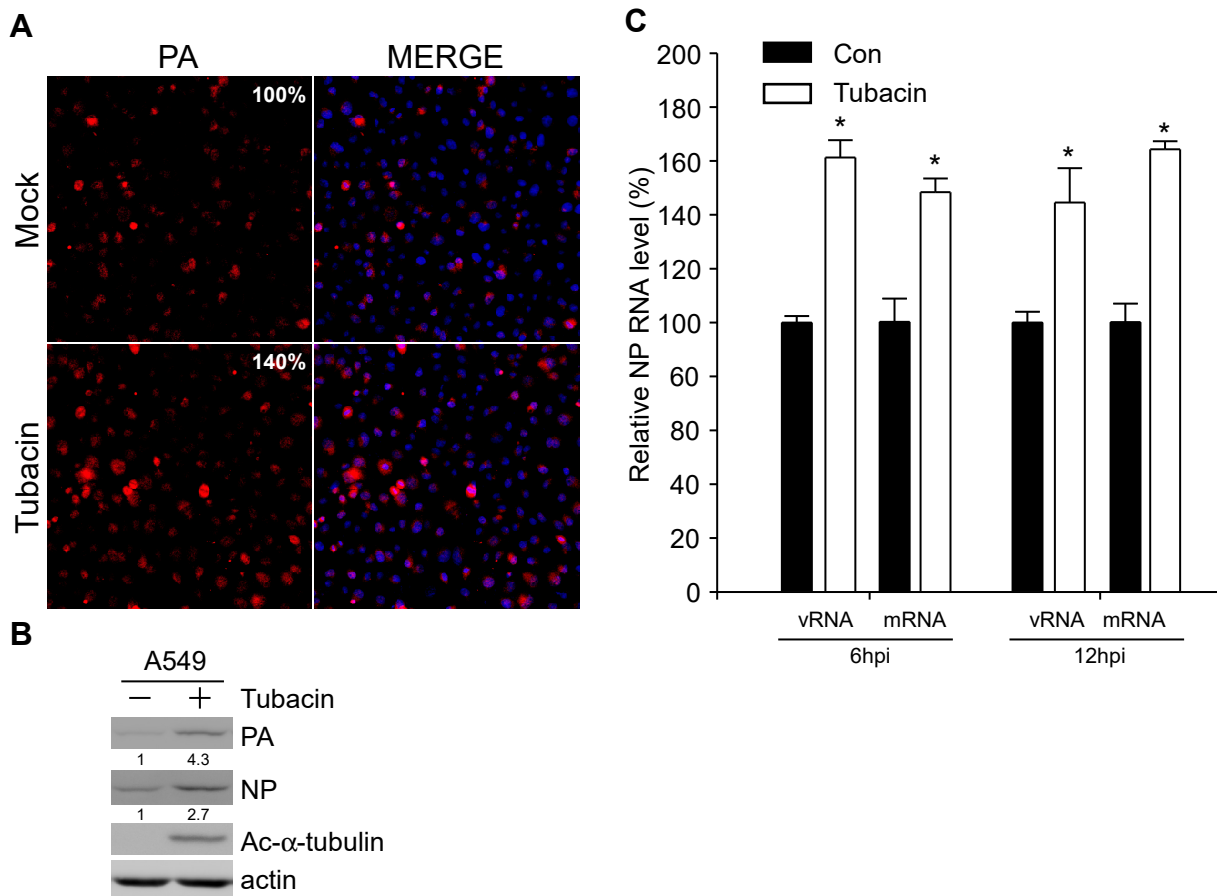 A
PA MERGE
Mock
100%
Tubacin
140%
B
A549
− + Tubacin
PA
1 4.3
NP
1 2.7
Ac-α-tubulin
actin
C
Con
Tubacin
Relative NP RNA level (%)
200
180
160
140
120
100
60
80
40
20
0
* * * *
vRNA mRNA vRNA mRNA
6hpi 12hpi